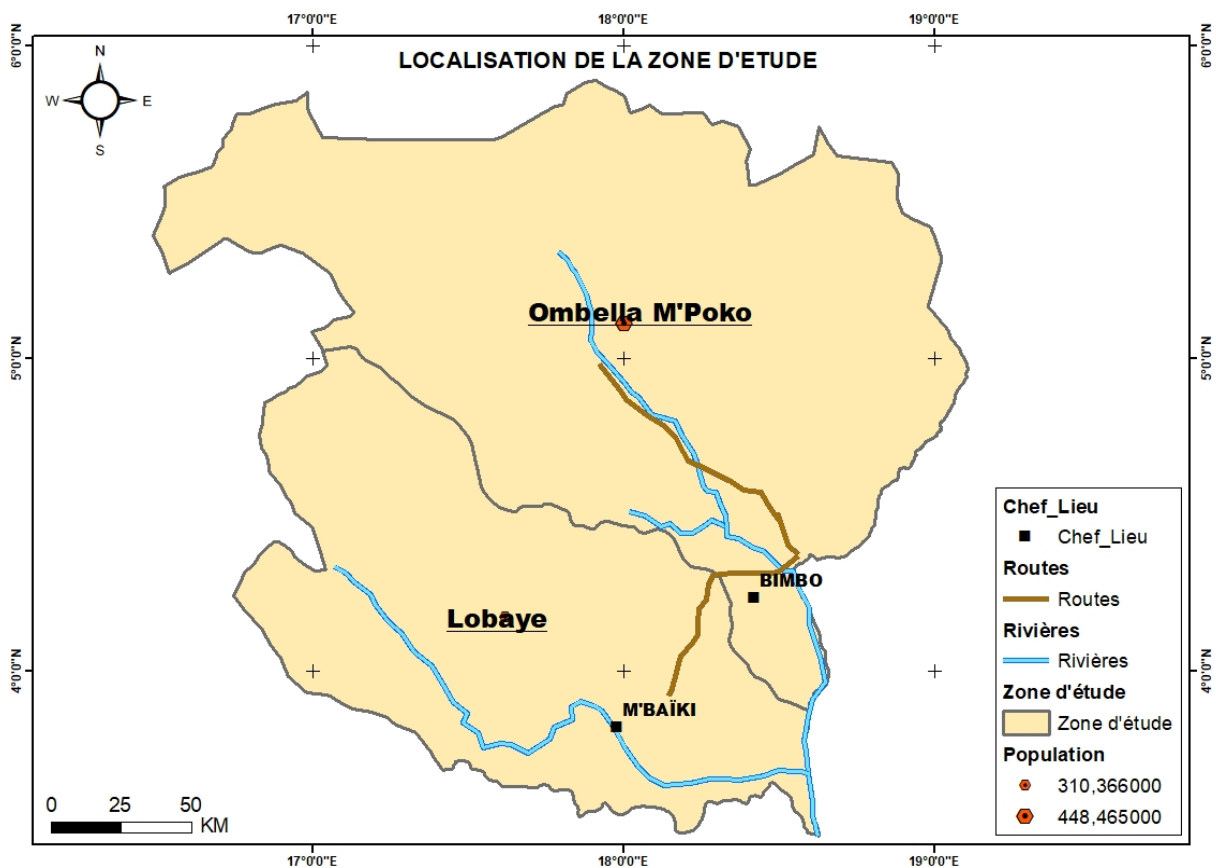 17°0'0"E 18°0'0"E 19°0'0"E
6°0'0"N 6°0'0"N
LOCALISATION DE LA ZONE D'ETUDE
N
W E
S
Ombella M'Poko
5°0'0"N 5°0'0"N
Chef_Lieu
Chef_Lieu
Routes
Routes
Rivières
Rivières
Zone d'étude
Zone d'étude
Population
310,366000
448,465000
BIMBO
Lobaye
4°0'0"N 4°0'0"N
M'BAÏKI
0 25 50
KM
17°0'0"E 18°0'0"E 19°0'0"E